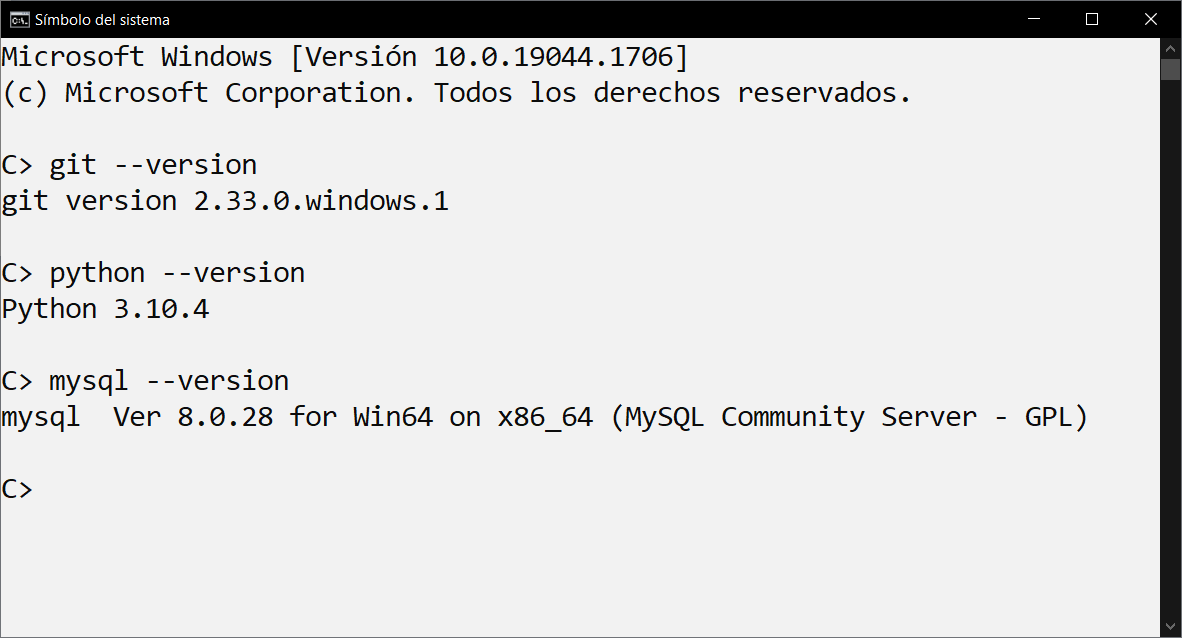 Símbolo del sistema
Microsoft Windows [Versión 10.0.19044.1706]
(c) Microsoft Corporation. Todos los derechos reservados.
C> git --version
git version 2.33.0.windows.1
C> python --version
Python 3.10.4
C> mysql --version
mysql  Ver 8.0.28 for Win64 on x86_64 (MySQL Community Server - GPL)
C>